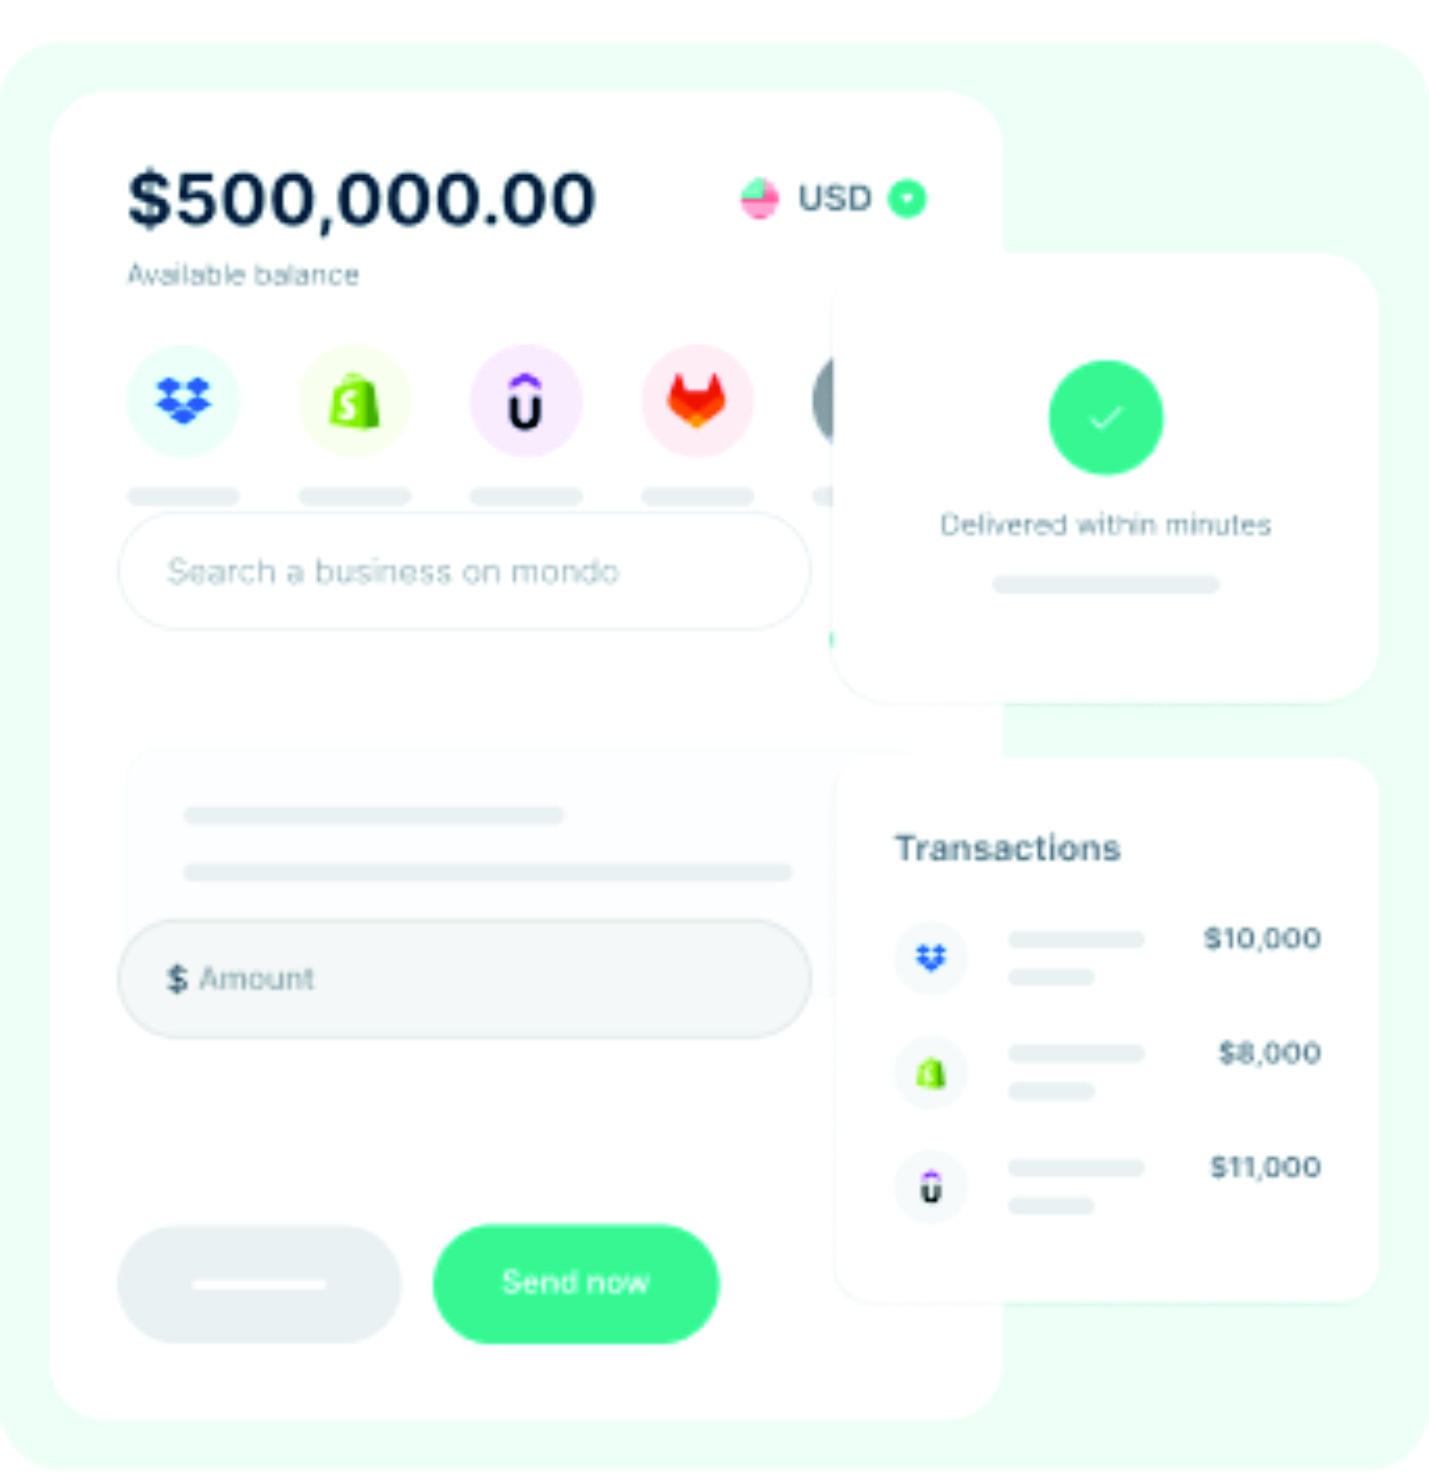 $500,000.00
USD
Available balance
Search a business on mondo
Delivered within minutes
$ Amount
Send now
Transactions
$10,000
$8,000
$11,000